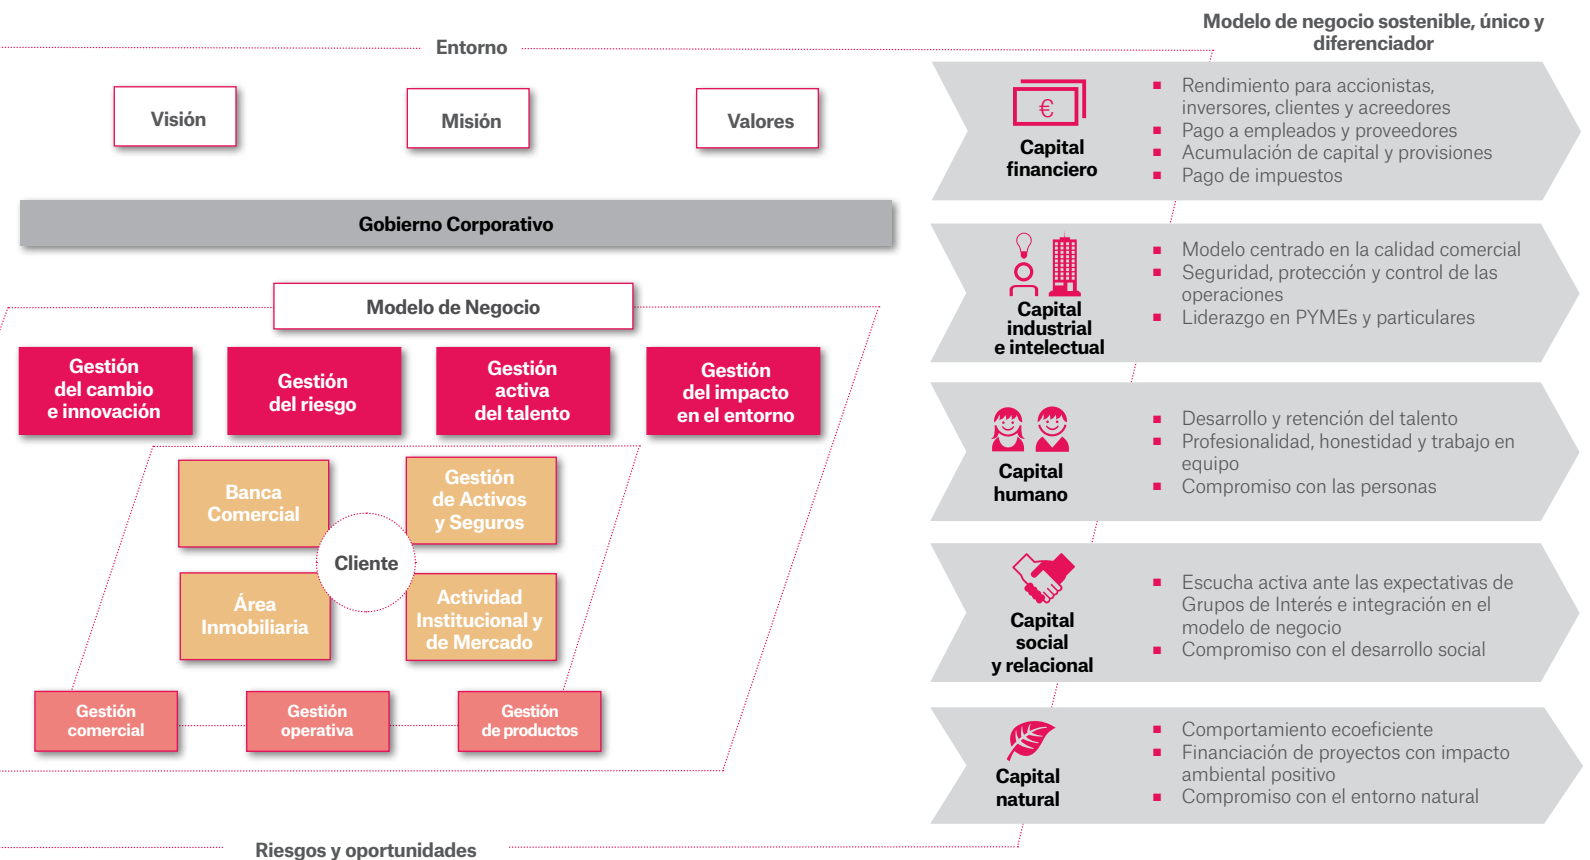 Modelo de negocio sostenible, único y
diferenciador
Entorno
Visión
Misión
Valores
Gobierno Corporativo
Modelo de Negocio
Gestión
del cambio
e innovación
Gestión
del riesgo
Gestión
activa
del talento
Gestión
del impacto
en el entorno
Banca
Comercial
Gestión
de Activos
y Seguros
Cliente
Área
Inmobiliaria
Actividad
Institucional y
de Mercado
Gestión
comercial
Gestión
operativa
Gestión
de productos
Riesgos y oportunidades
€
Capital
financiero
Rendimiento para accionistas,
inversores, clientes y acreedores
Pago a empleados y proveedores
Acumulación de capital y provisiones
Pago de impuestos
Capital
industrial
e intelectual
Modelo centrado en la calidad comercial
Seguridad, protección y control de las
operaciones
Liderazgo en PYMEs y particulares
Capital
humano
Desarrollo y retención del talento
Profesionalidad, honestidad y trabajo en
equipo
Compromiso con las personas
Capital
social
y relacional
Escucha activa ante las expectativas de
Grupos de Interés e integración en el
modelo de negocio
Compromiso con el desarrollo social
Capital
natural
Comportamiento ecoeficiente
Financiación de proyectos con impacto
ambiental positivo
Compromiso con el entorno natural